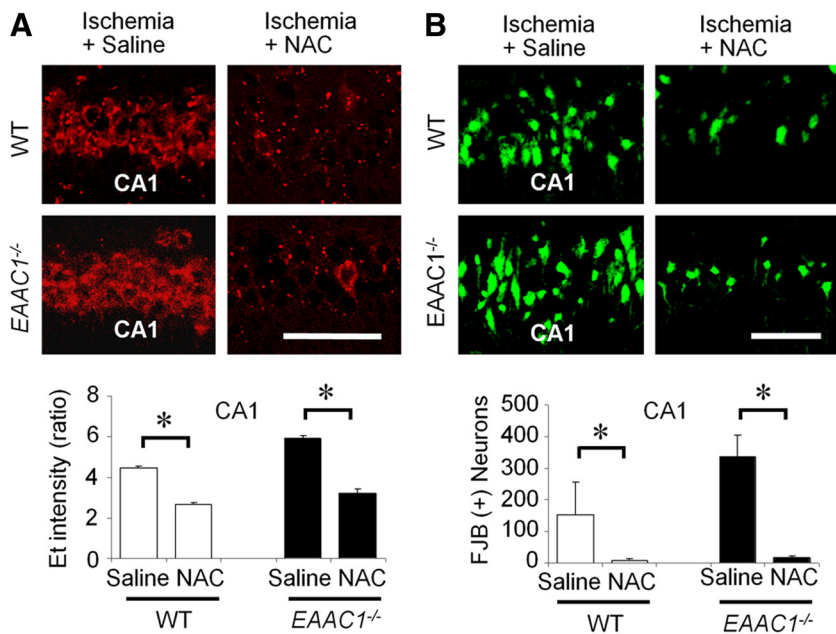 A
Ischemia
+ Saline
Ischemia
+ NAC
WT
CA1
EAAC1-/-
CA1
8
6
4
2
0
Et intensity (ratio)
CA1
*
*
Saline NAC
Saline NAC
WT
EAAC1-/-
B
Ischemia
+ Saline
Ischemia
+ NAC
WT
EAAC1-/-
CA1
500
400
300
200
100
0
FJB (+) Neurons
CA1
*
*
Saline NAC
Saline NAC
WT
EAAC1-/-